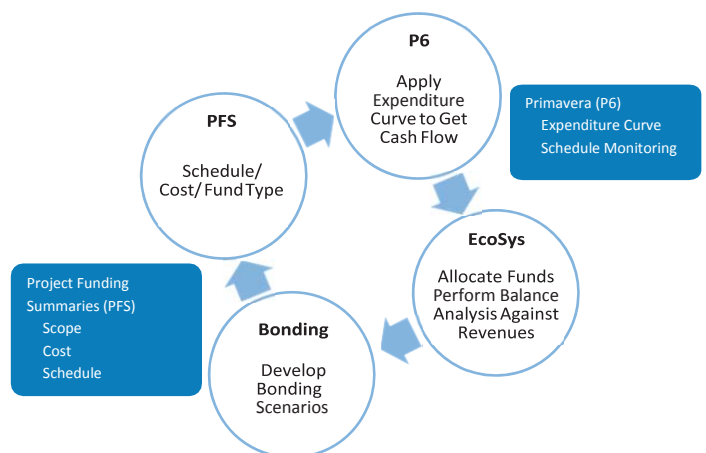 P6
Apply
Expenditure
Curve to Get
Cash Flow
Primavera (P6)
Expenditure Curve
Schedule Monitoring
PFS
Schedule/
Cost/ Fund Type
EcoSys
Allocate Funds
Perform Balance
Analysis Against
Revenues
Project Funding
Summaries (PFS)
Scope
Cost
Schedule
Bonding
Develop
Bonding
Scenarios